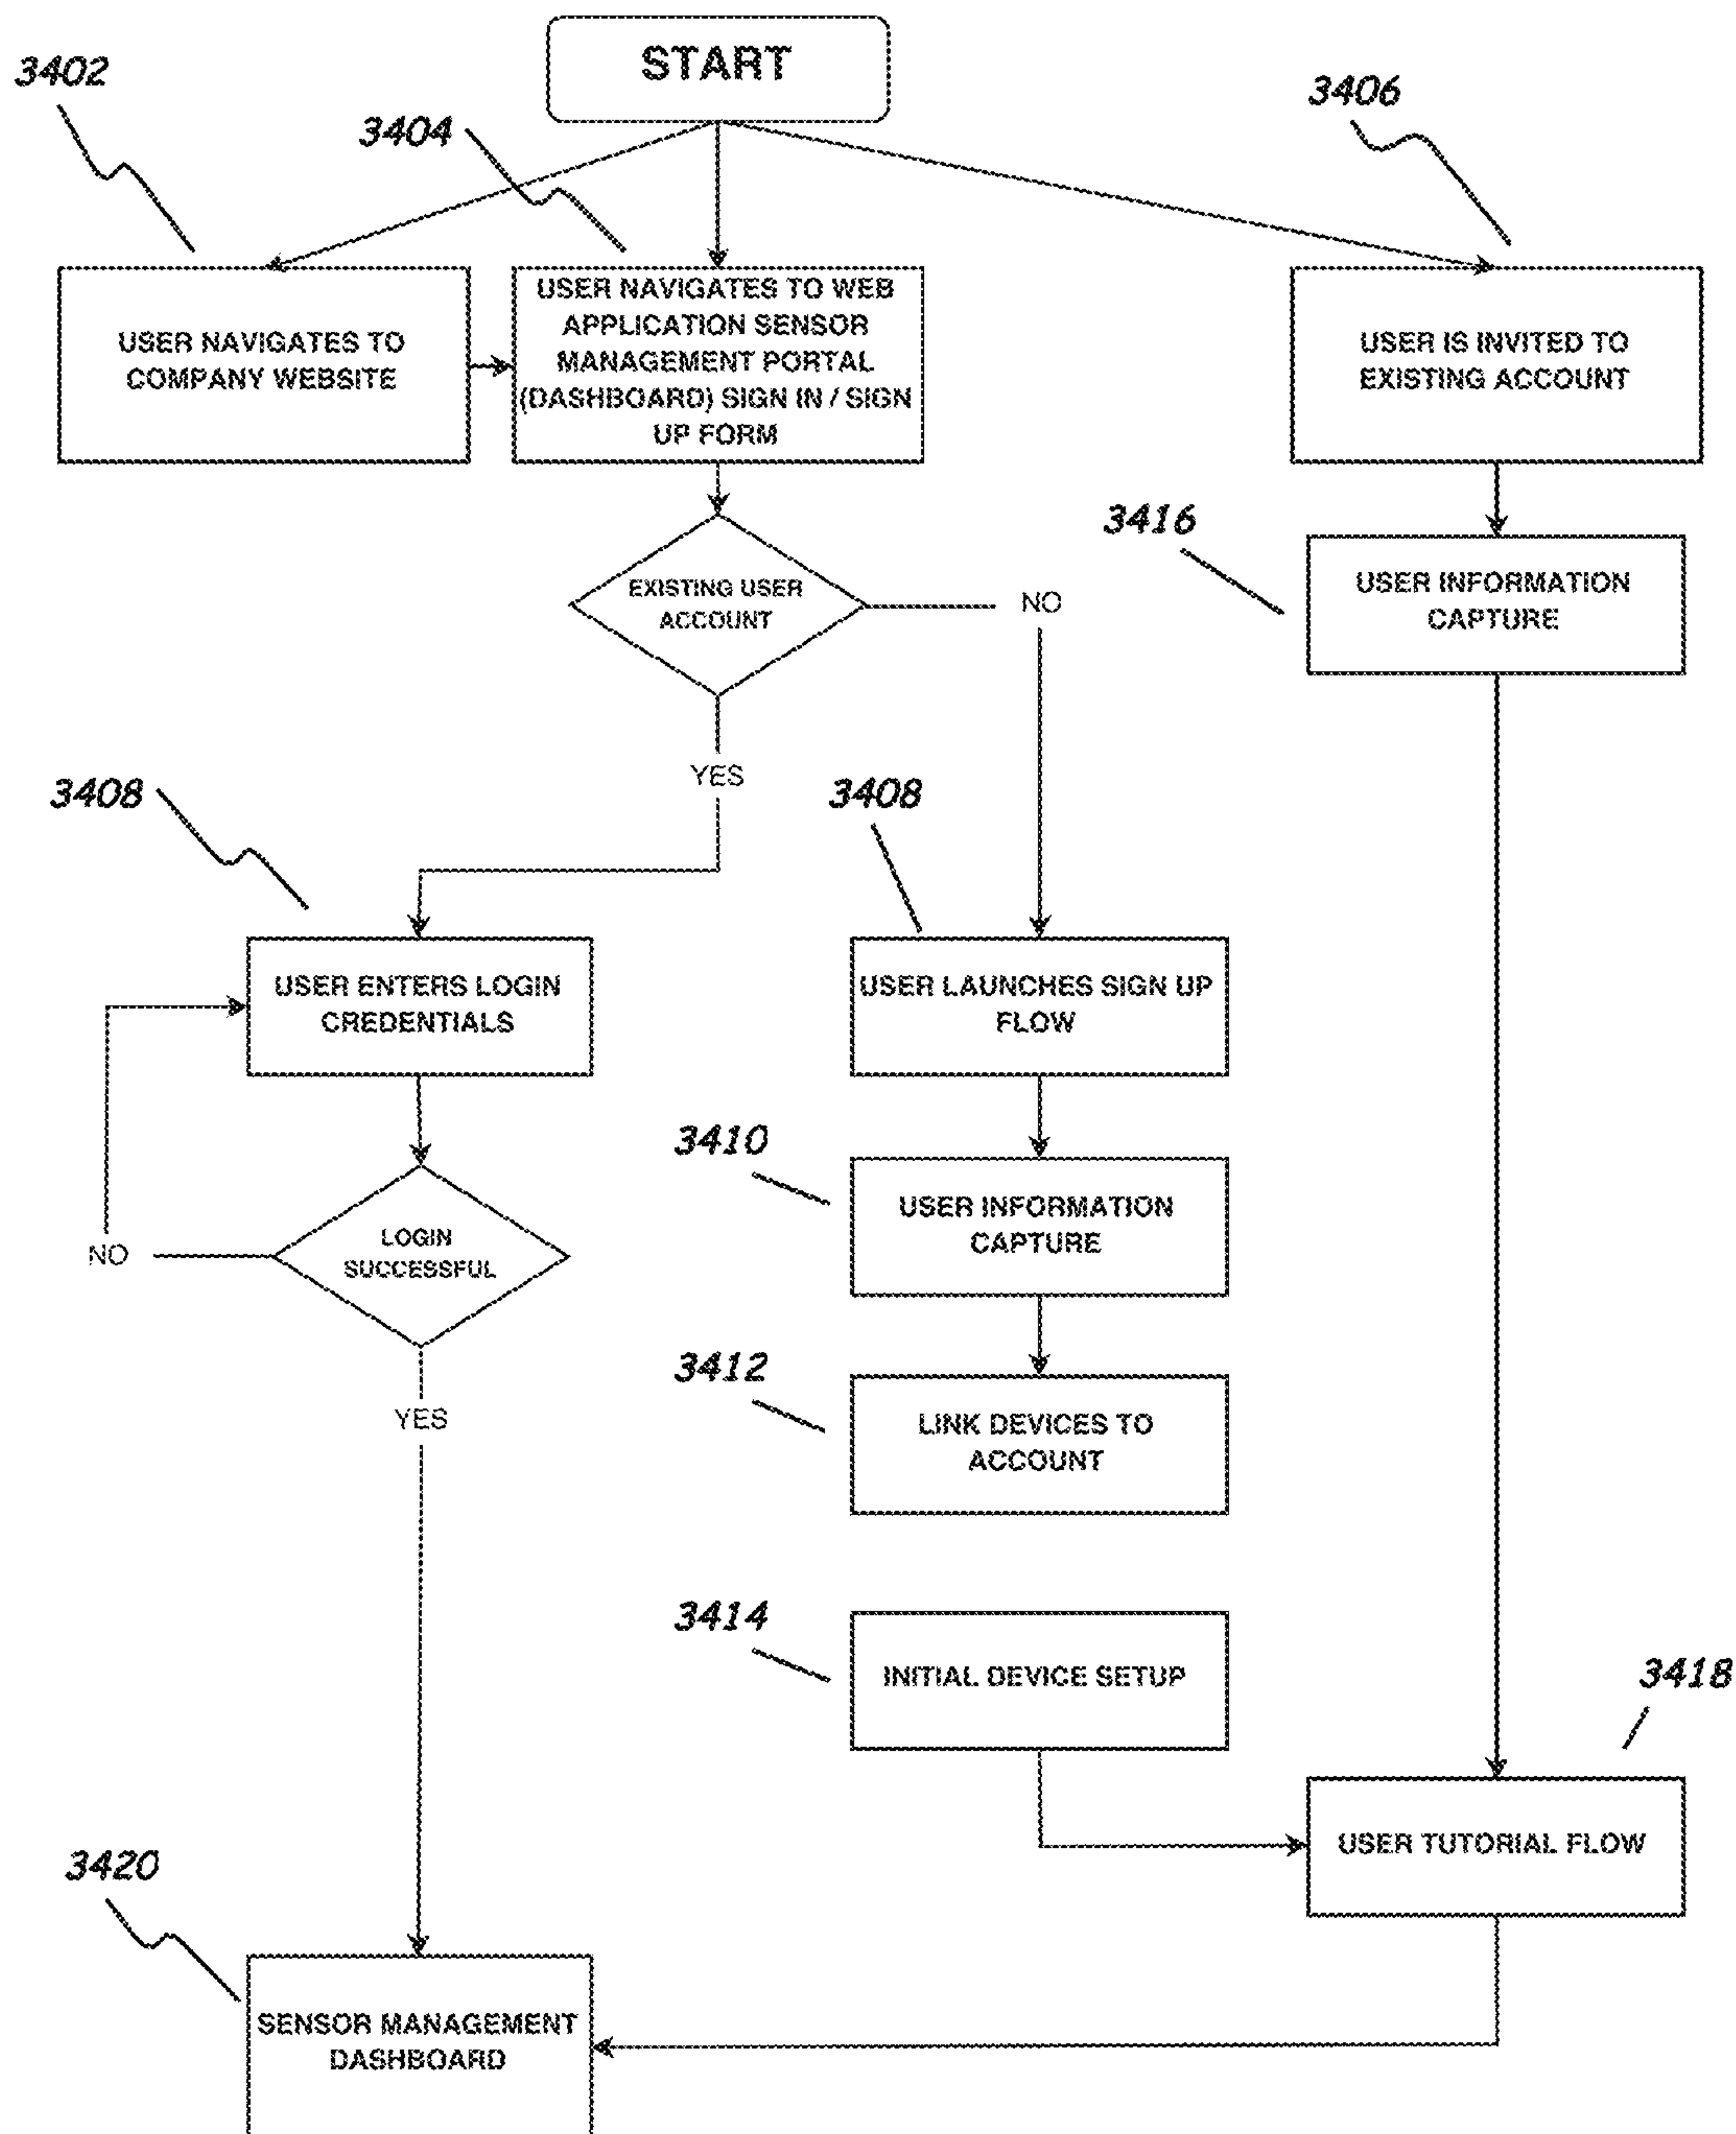 START
3402
3404
3406
USER NAVIGATES TO
COMPANY WEBSITE
USER NAVIGATES TO WEB
APPLICATION SENSOR
MANAGEMENT PORTAL
(DASHBOARD) SIGN IN / SIGN
UP FORM
USER IS INVITED TO
EXISTING ACCOUNT
3416
USER INFORMATION
CAPTURE
EXISTING USER
ACCOUNT
NO
YES
3408
3408
USER ENTERS LOGIN
CREDENTIALS
USER LAUNCHES SIGN UP
FLOW
3410
USER INFORMATION
CAPTURE
LOGIN
SUCCESSFUL
NO
YES
3412
LINK DEVICES TO
ACCOUNT
3414
INITIAL DEVICE SETUP
3418
USER TUTORIAL FLOW
3420
SENSOR MANAGEMENT
DASHBOARD